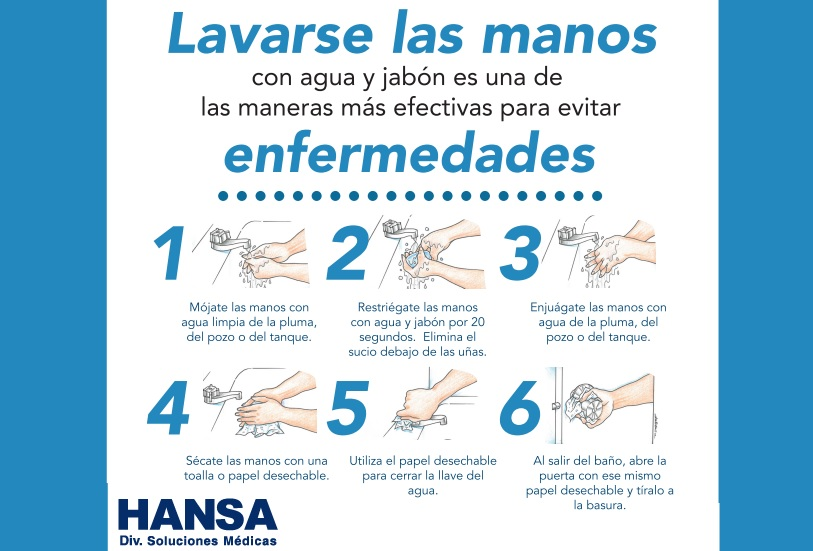 Lavarse las manos
con agua y jabón es una de
las maneras más efectivas para evitar
enfermedades
1
Mójate las manos con
agua limpia de la pluma,
del pozo o del tanque.
2
Restriégate las manos
con agua y jabón por 20
segundos. Elimina el
sucio debajo de las uñas.
3
Enjuágate las manos con
agua de la pluma, del
pozo o del tanque.
4
Sécate las manos con una
toalla o papel desechable.
5
Utiliza el papel desechable
para cerrar la llave del
agua.
6
Al salir del baño, abre la
puerta con ese mismo
papel desechable y tíralo a
la basura.
HANSA
Div. Soluciones Médicas